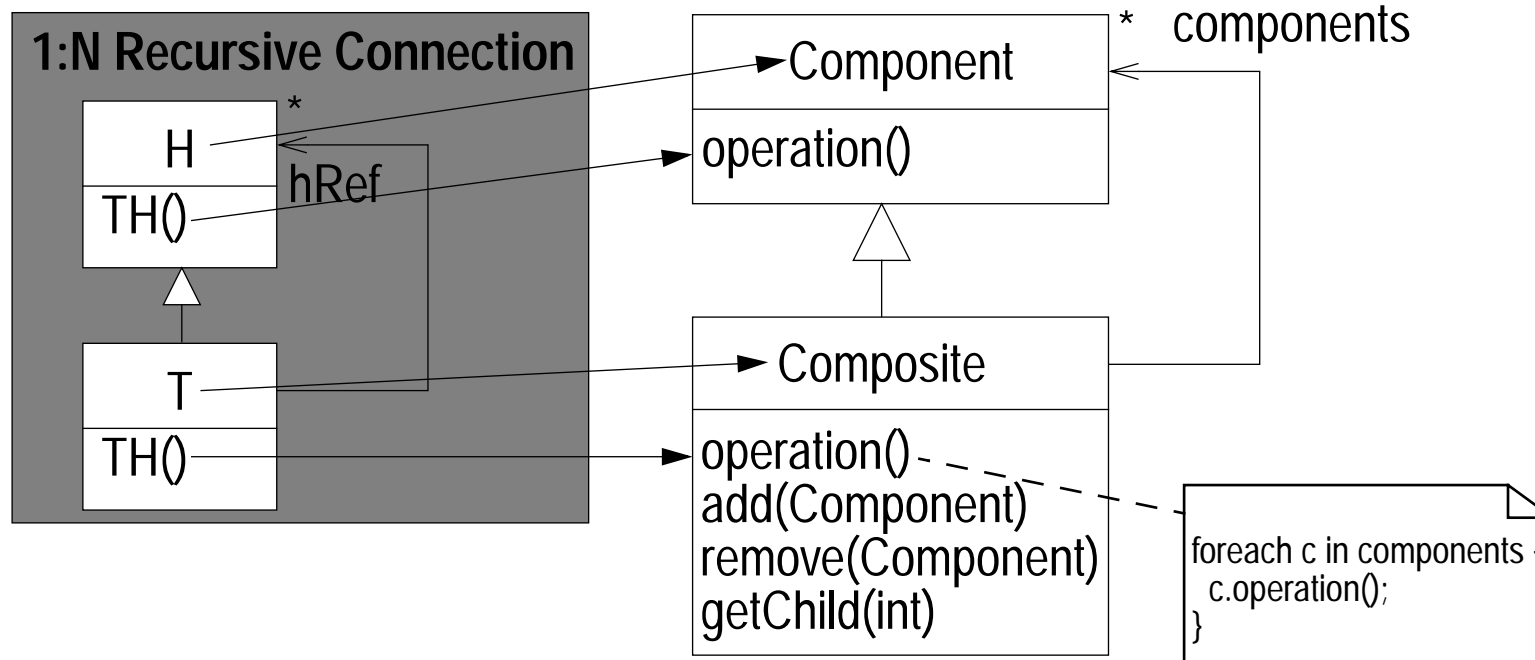 1:N Recursive Connection
H
*
hRef
TH()
T
TH()
Component
* components
operation()
Composite
operation()
add(Component)
remove(Component)
getChild(int)
foreach c in components
c.operation();
}